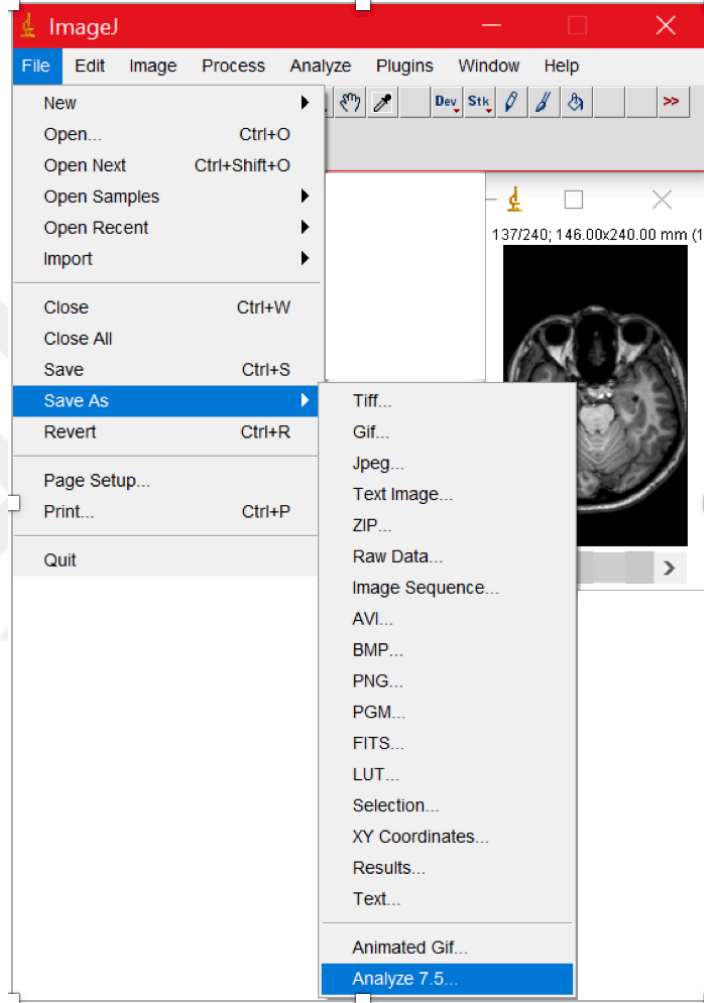 ImageJ
File Edit Image Process Analyze Plugins Window Help
Dev Stk >>
New
Open... Ctrl+O
Open Next Ctrl+Shift+O
Open Samples
Open Recent
Import
Close Ctrl+W
Close All
Save Ctrl+S
Save As
Revert Ctrl+R
Page Setup...
Print... Ctrl+P
Quit
137/240; 146.00x240.00 mm (1
Tiff...
Gif...
Jpeg...
Text Image...
ZIP...
Raw Data...
Image Sequence...
AVI...
BMP...
PNG...
PGM...
FITS...
LUT...
Selection...
XY Coordinates...
Results...
Text...
Animated Gif...
Analyze 7.5...